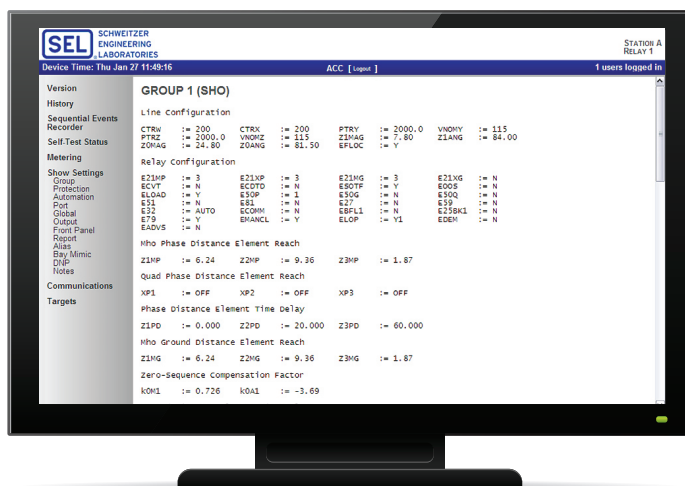 SEL SCHWEITZER
ENGINEERING
LABORATORIES
STATION A
RELAY 1
Device Time: Thu Jan 27 11:49:16 ACC [ Logout ] 1 users logged in
Version
History
Sequential Events
Recorder
Self-Test Status
Metering
Show Settings
Group
Protection
Automation
Port
Global
Output
Front Panel
Report
Alias
Bay Mimic
DNP
Notes
Communications
Targets
GROUP 1 (SHO)
Line Configuration
CTRW := 200 CTRX := 200 PTRY := 2000.0 VNOMY := 115
PTRZ := 2000.0 VNOMZ := 115 Z1MAG := 7.80 Z1ANG := 84.00
Z0MAG := 24.80 Z0ANG := 81.50 EFLOC := Y
Relay Configuration
E21MP := 3 E21XP := 3 E21MG := 3 E21XG := N
ECVT := N ECDTD := N ESOTF := Y EOOS := N
ELOAD := Y E50P := 1 E50G := N E50Q := N
E51 := N E81 := N E27 := N E59 := N
E32 := AUTO ECOMM := N EBFL1 := N E25BK1 := N
E79 := Y EMANCL := Y ELOP := Y1 EDEM := N
EADVS := N
Mho Phase Distance Element Reach
Z1MP := 6.24 Z2MP := 9.36 Z3MP := 1.87
Quad Phase Distance Element Reach
XP1 := OFF XP2 := OFF XP3 := OFF
Phase Distance Element Time Delay
Z1PD := 0.000 Z2PD := 20.000 Z3PD := 60.000
Mho Ground Distance Element Reach
Z1MG := 6.24 Z2MG := 9.36 Z3MG := 1.87
Zero-Sequence Compensation Factor
k0M1 := 0.726 k0A1 := -3.69